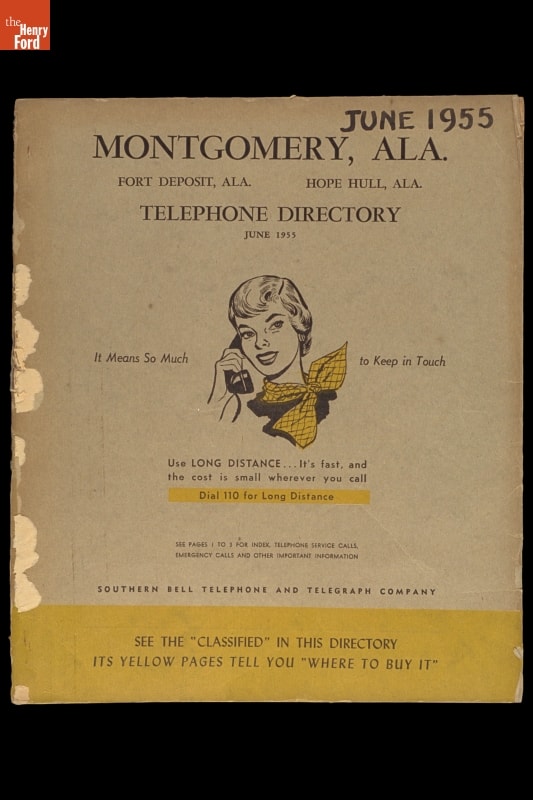 the
Henry
Ford
JUNE 1955
MONTGOMERY, ALA.
FORT DEPOSIT, ALA. HOPE HULL, ALA.
TELEPHONE DIRECTORY
JUNE 1955
It Means So Much to Keep in Touch
Use LONG DISTANCE... It's fast, and
the cost is small wherever you call
Dial 110 for Long Distance
SEE PAGES 1 TO 5 FOR INDEX, TELEPHONE SERVICE CALLS,
EMERGENCY CALLS AND OTHER IMPORTANT INFORMATION
SOUTHERN BELL TELEPHONE AND TELEGRAPH COMPANY
SEE THE "CLASSIFIED" IN THIS DIRECTORY
ITS YELLOW PAGES TELL YOU "WHERE TO BUY IT"